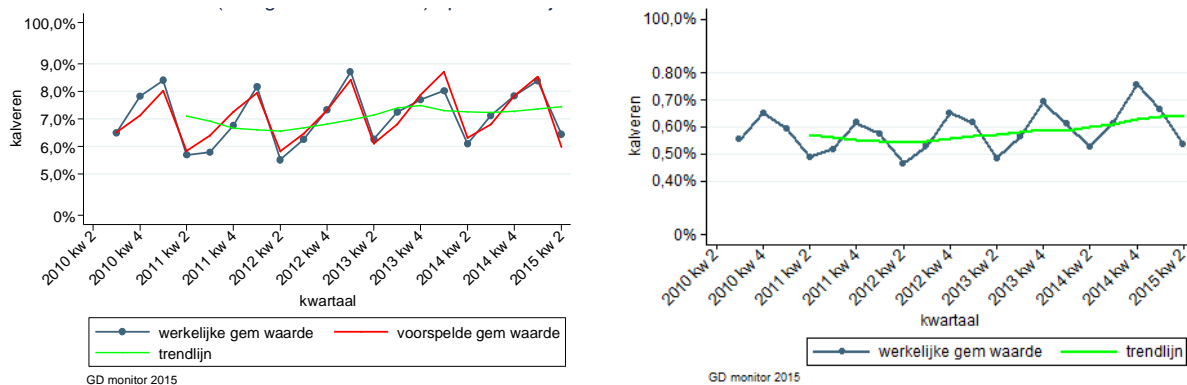 100,0%
9,0%
8,0%
7,0%
6,0%
5,0%
0%
kalveren
2010 kw 2
2010 kw 4
2011 kw 2
2011 kw 4
2012 kw 2
2012 kw 4
2013 kw 2
2013 kw 4
2014 kw 2
2014 kw 4
2015 kw 2
kwartaal
werkelijke gem waarde voorspelde gem waarde
trendlijn
GD monitor 2015
100,0%
0.80%
0,70%
0,60%
0,50%
0,40%
0%
kalveren
2010 kw 2
2010 kw 4
2011 kw 2
2011 kw 4
2012 kw 2
2012 kw 4
2013 kw 2
2013 kw 4
2014 kw 2
2014 kw 4
2015 kw 2
kwartaal
werkelijke gem waarde trendlijn
GD monitor 2015